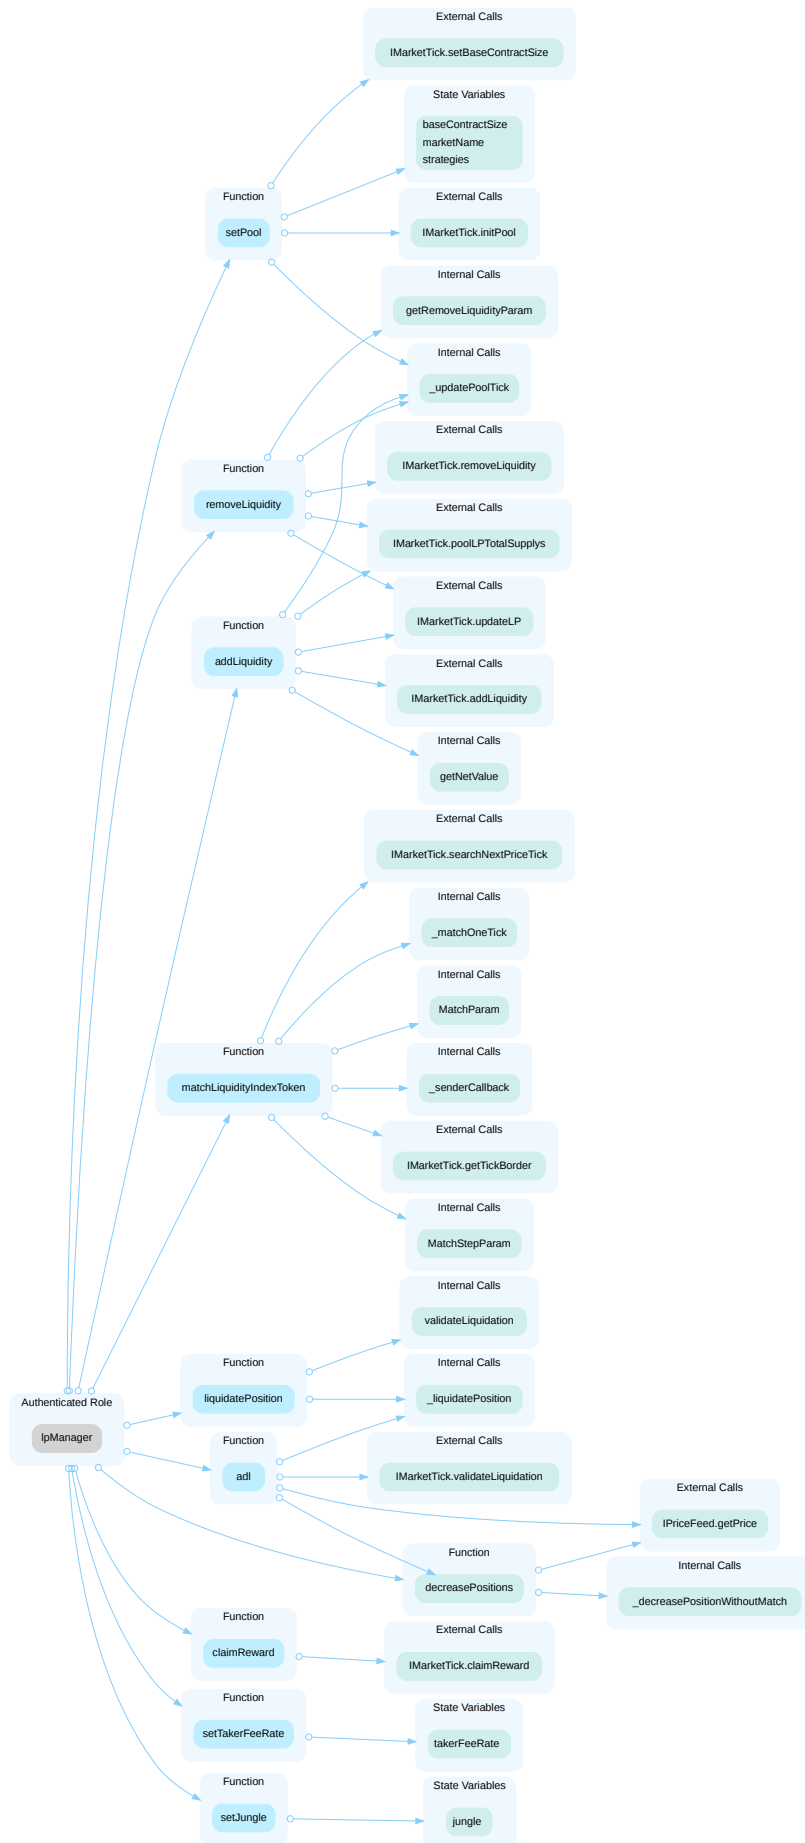 External Calls
IMarketTick.setBaseContractSize
State Variables
baseContractSize
marketName
strategies
Function
setPool
External Calls
IMarketTick.initPool
Internal Calls
getRemoveLiquidityParam
Internal Calls
_updatePoolTick
External Calls
IMarketTick.removeLiquidity
Function
removeLiquidity
External Calls
IMarketTick.poolLPTotalSupplys
External Calls
IMarketTick.updateLP
Function
addLiquidity
External Calls
IMarketTick.addLiquidity
Internal Calls
getNetValue
External Calls
IMarketTick.searchNextPriceTick
Internal Calls
_matchOneTick
Internal Calls
MatchParam
Function
matchLiquidityIndexToken
Internal Calls
_senderCallback
External Calls
IMarketTick.getTickBorder
Internal Calls
MatchStepParam
Internal Calls
validateLiquidation
Function
liquidatePosition
Internal Calls
_liquidatePosition
Authenticated Role
lpManager
Function
adl
External Calls
IMarketTick.validateLiquidation
External Calls
IPriceFeed.getPrice
Function
decreasePositions
Internal Calls
_decreasePositionWithoutMatch
Function
claimReward
External Calls
IMarketTick.claimReward
Function
setTakerFeeRate
State Variables
takerFeeRate
Function
setJungle
State Variables
jungle